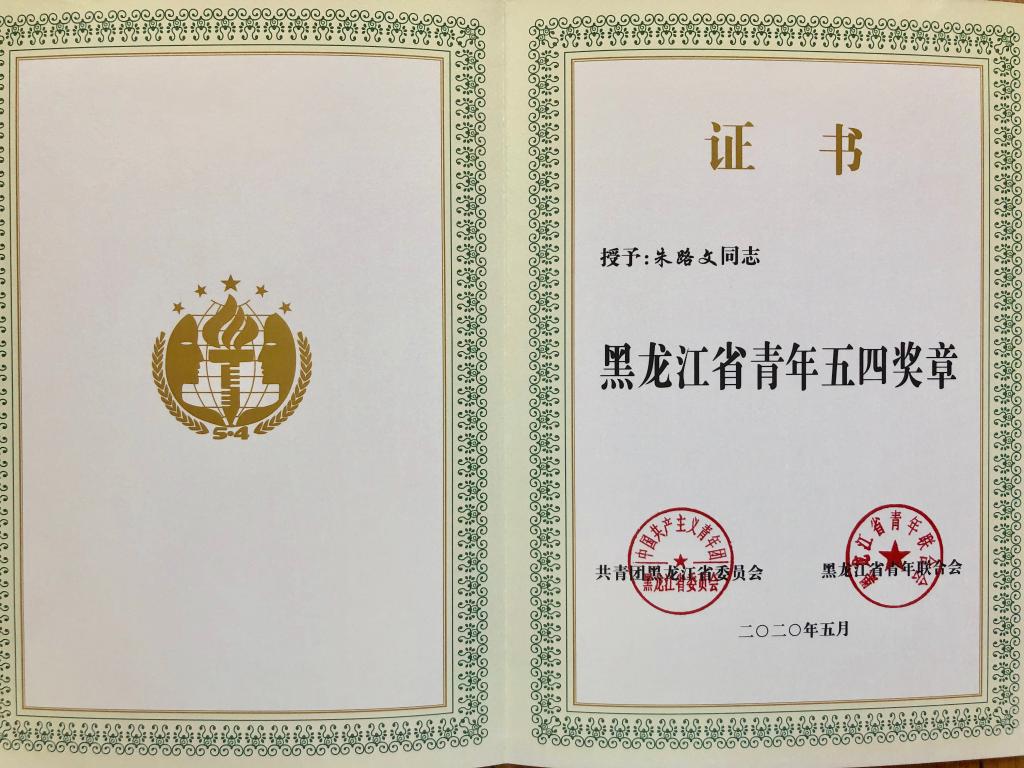 5·4
证书
授予:朱路文同志
黑龙江省青年五四奖章
中国共产主义青年团
黑龙江省委员会
共青团黑龙江省委员会
黑龙江省青年联合会
黑龙江省青年联合会
二〇二〇年五月